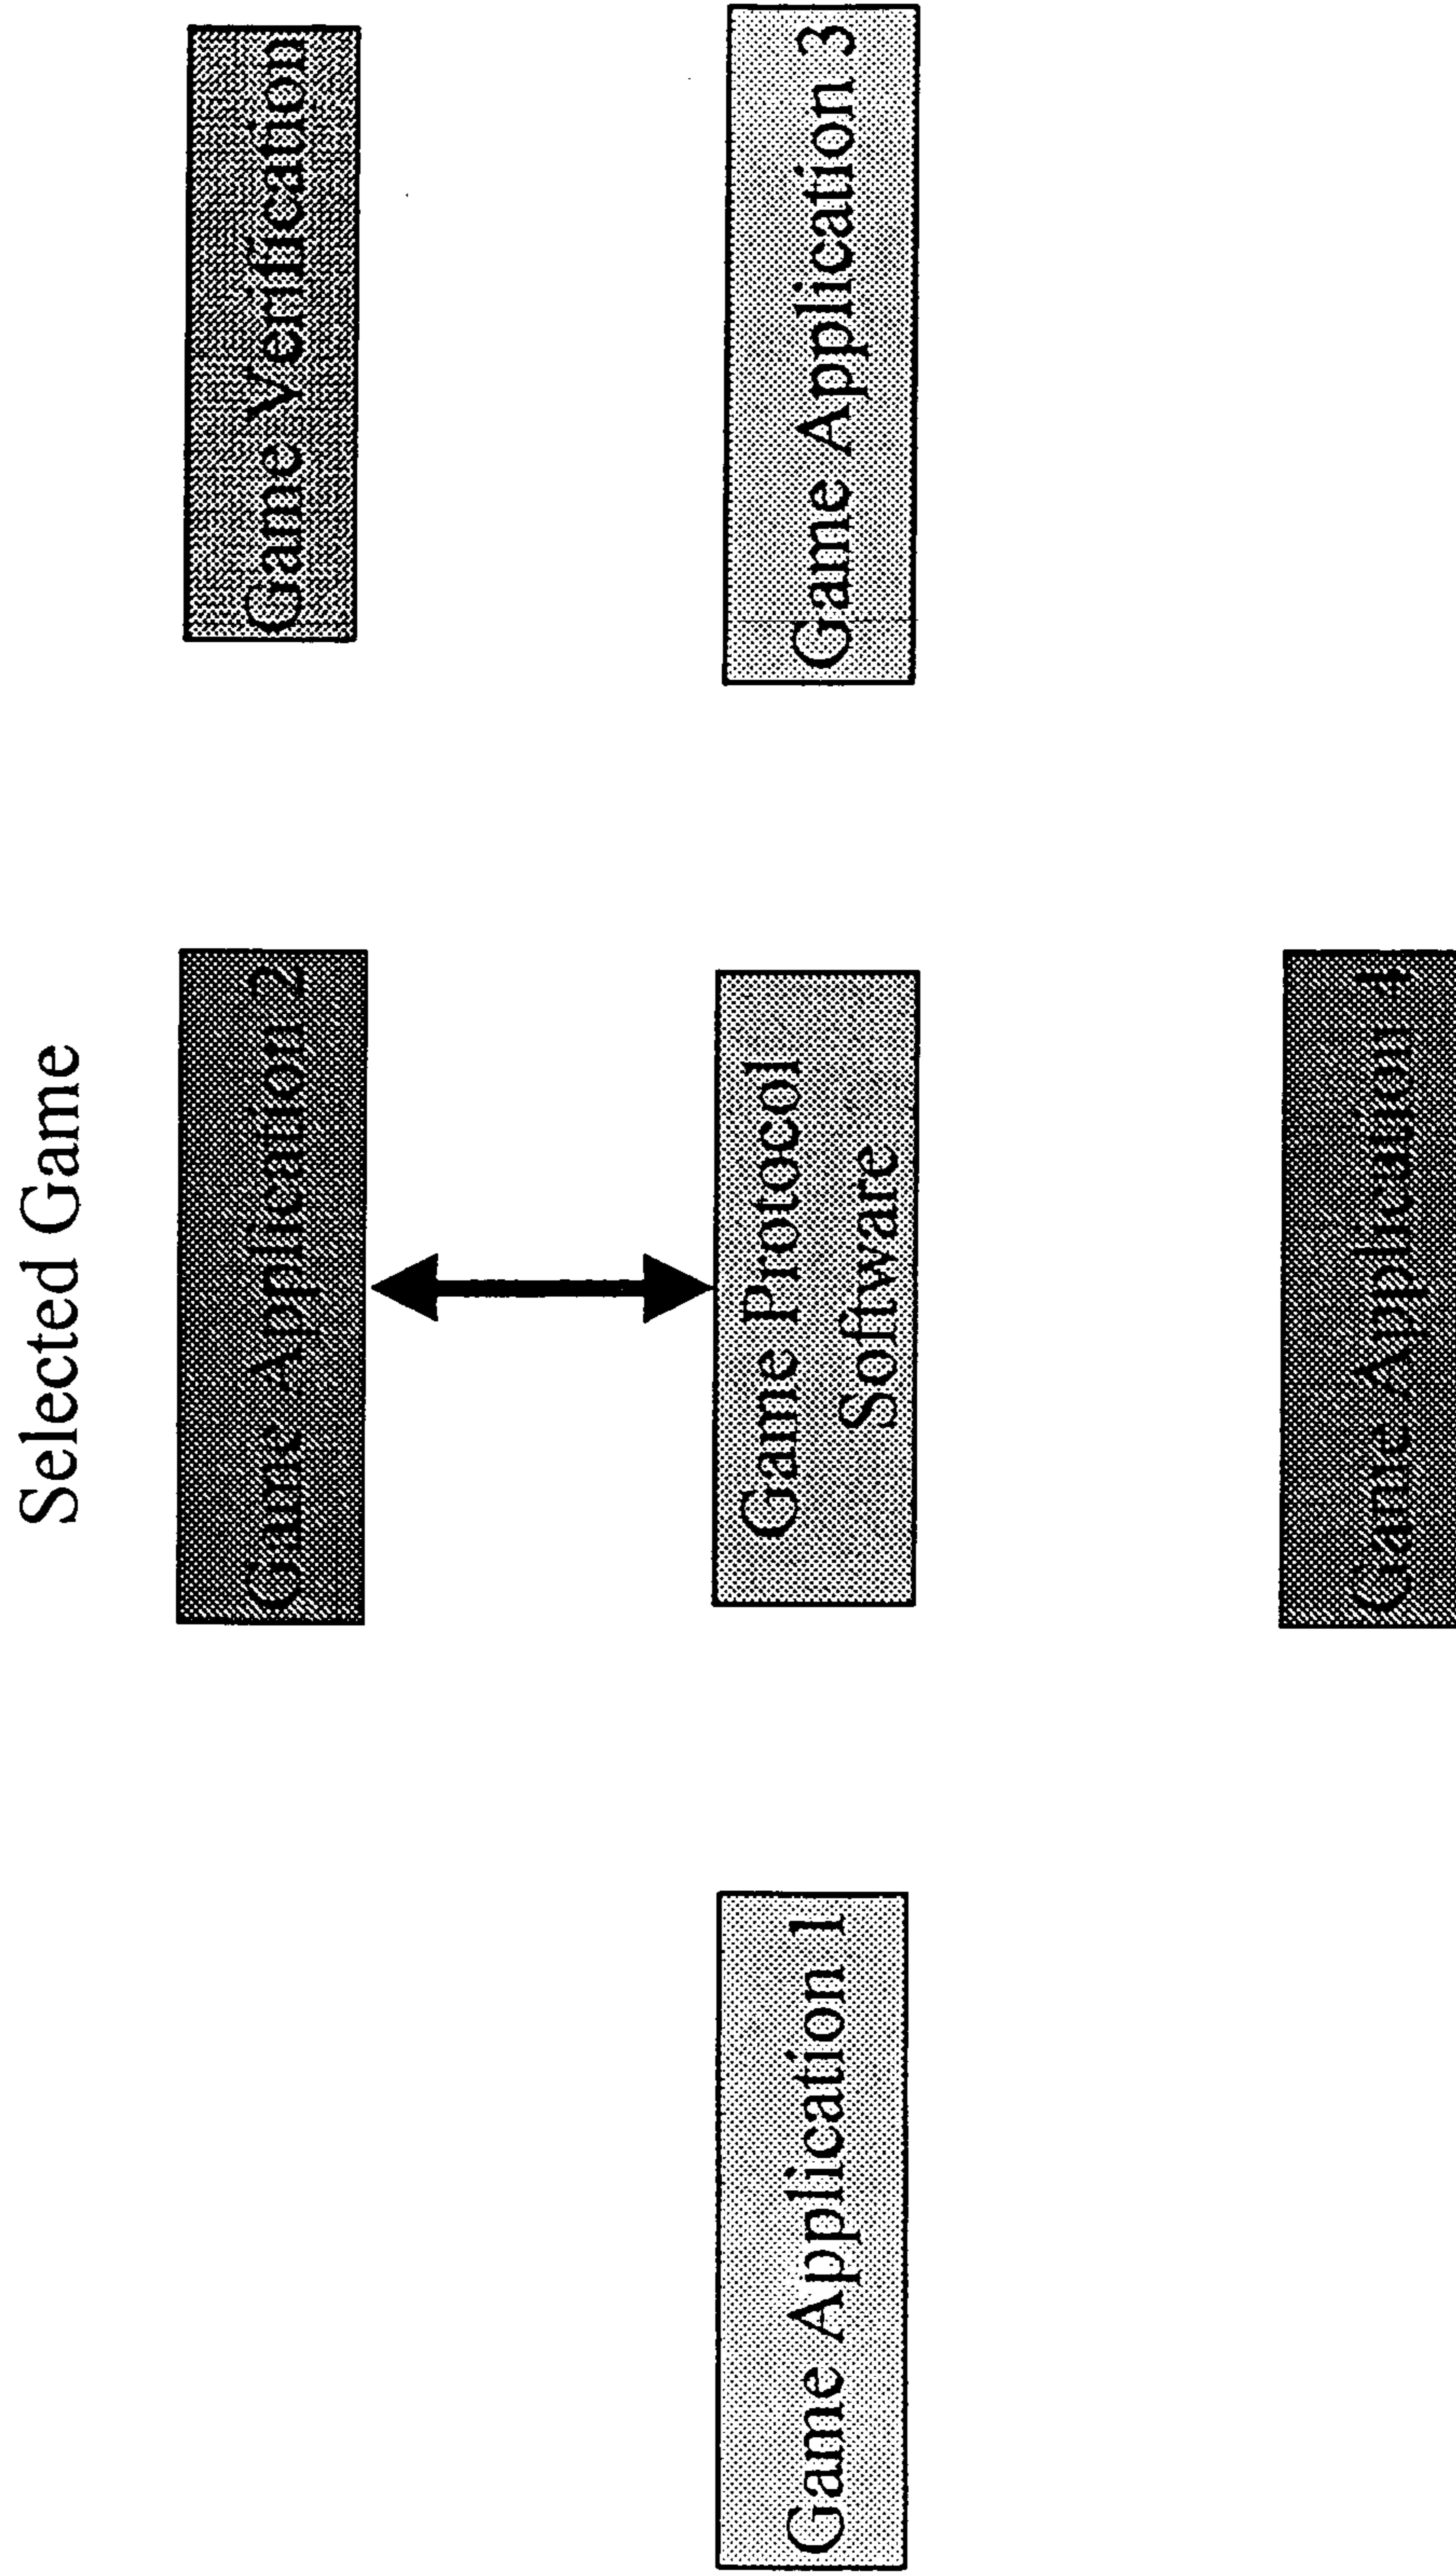 Selected Game
Game Application 2
Game Verification
Game Application 1
Game Protocol
Software
Game Application 3
Game Application 4